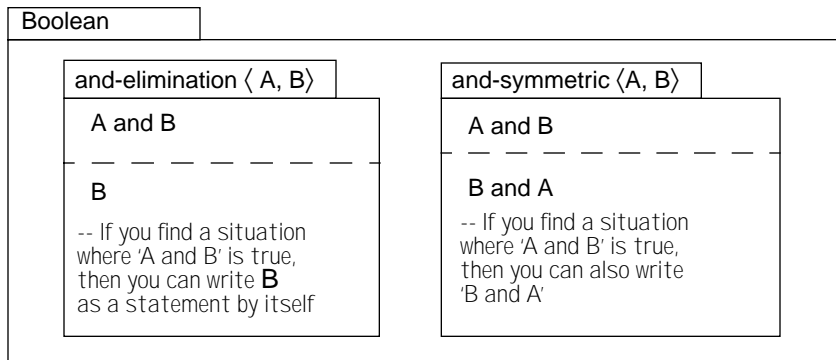 Boolean
and-elimination ⟨ A, B⟩
A and B
B
-- If you find a situation
where ‘A and B’ is true,
then you can write B
as a statement by itself
and-symmetric ⟨A, B⟩
A and B
B and A
-- If you find a situation
where ‘A and B’ is true,
then you can also write
‘B and A’